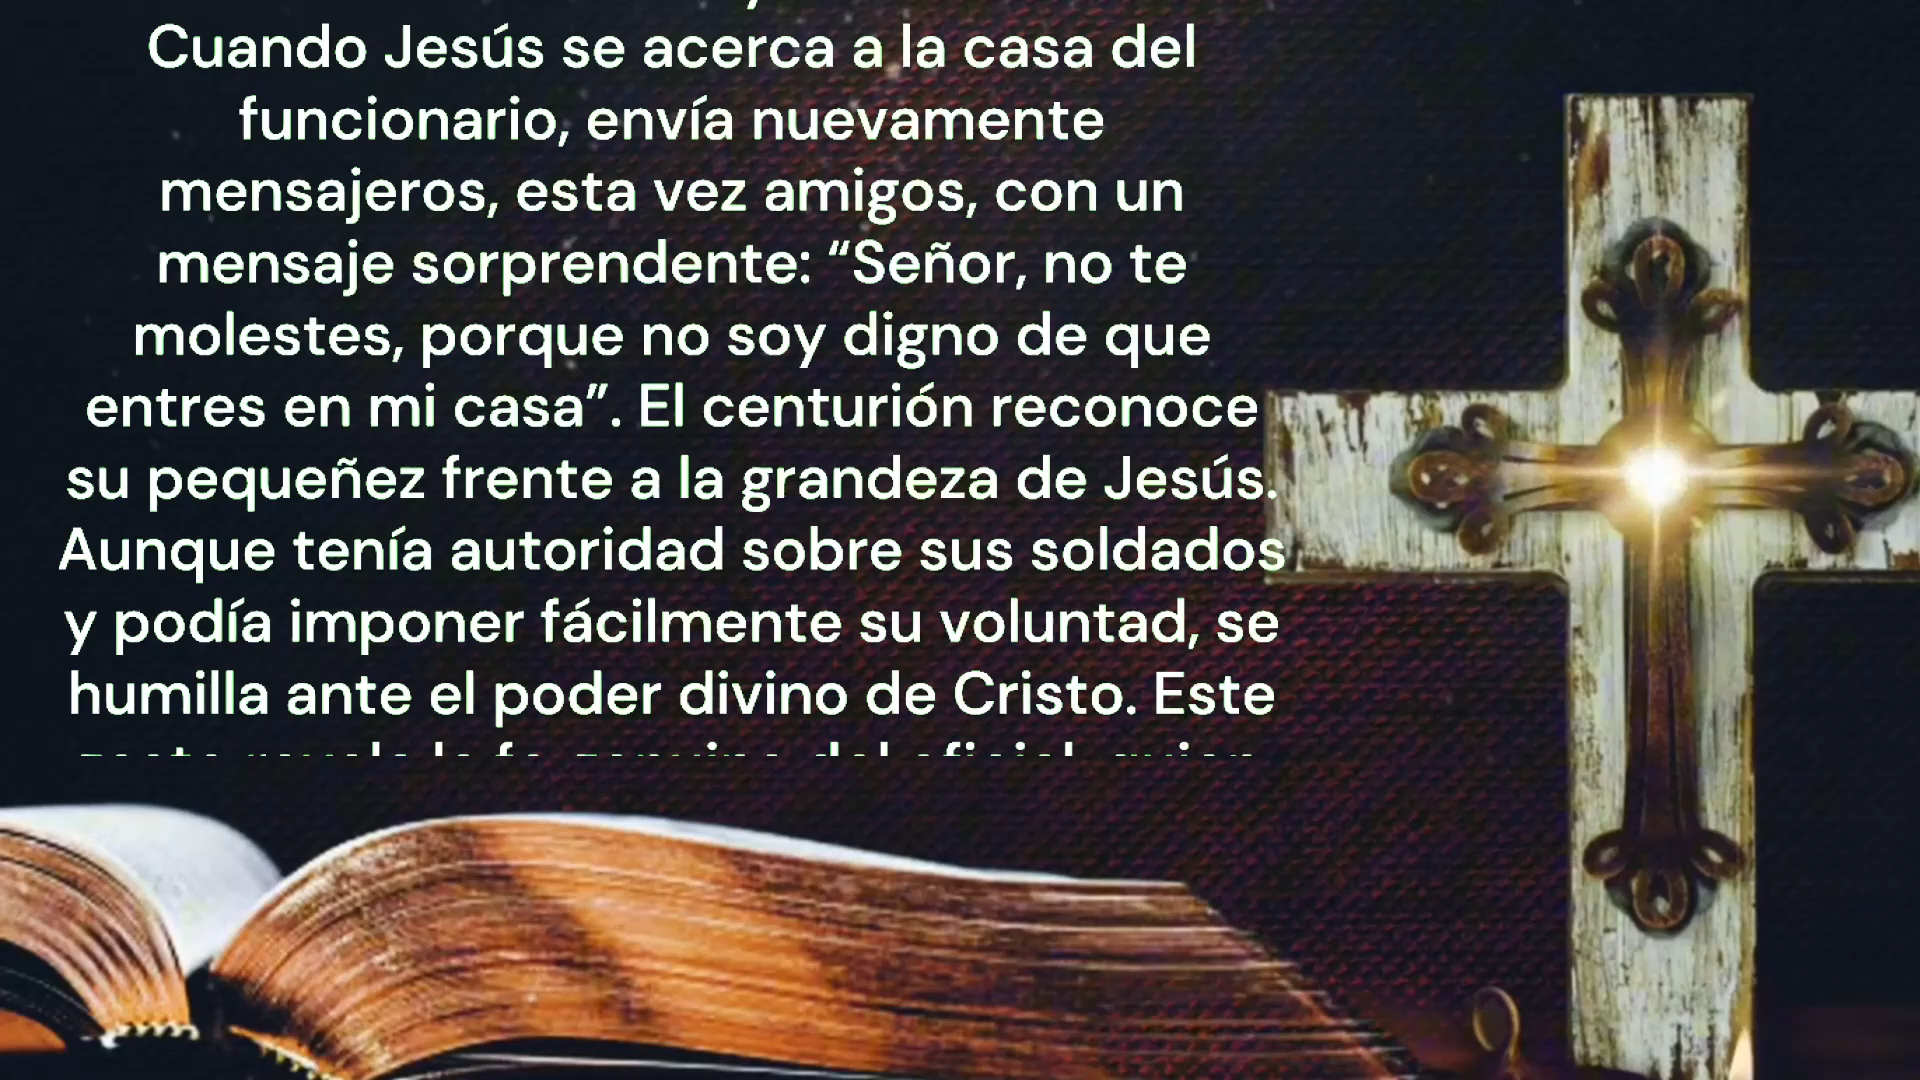 Cuando Jesús se acerca a la casa del
funcionario, envía nuevamente
mensajeros, esta vez amigos, con un
mensaje sorprendente: “Señor, no te
molestes, porque no soy digno de que
entres en mi casa”. El centurión reconoce
su pequeñez frente a la grandeza de Jesús.
Aunque tenía autoridad sobre sus soldados
y podía imponer fácilmente su voluntad, se
humilla ante el poder divino de Cristo. Este